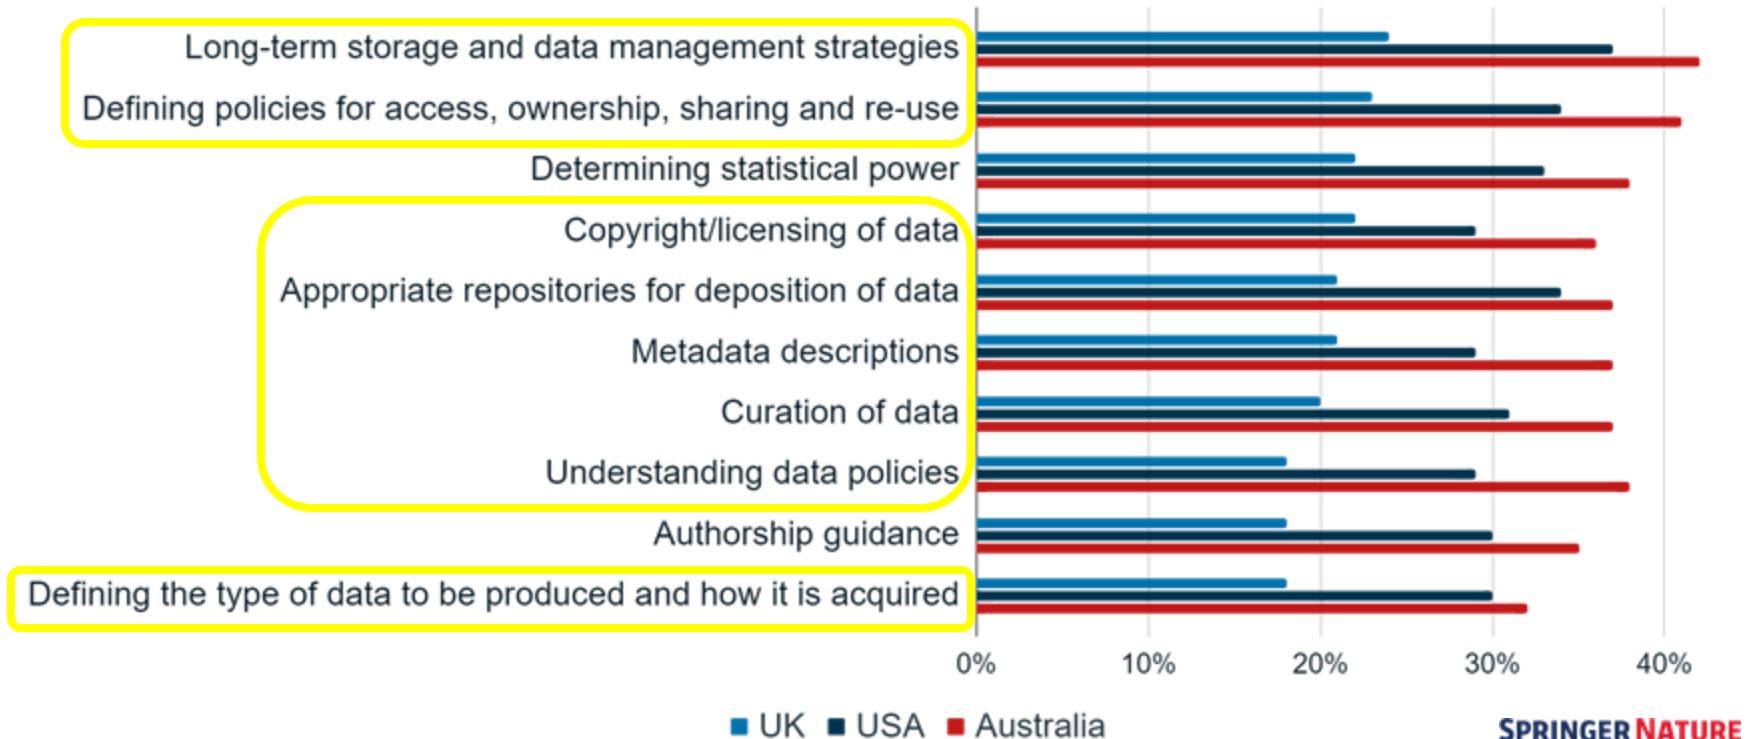 Long-term storage and data management strategies
Defining policies for access, ownership, sharing and re-use
Determining statistical power
Copyright/licensing of data
Appropriate repositories for deposition of data
Metadata descriptions
Curation of data
Understanding data policies
Authorship guidance
Defining the type of data to be produced and how it is acquired
0% 10% 20% 30% 40%
UK USA Australia
SPRINGER NATURE